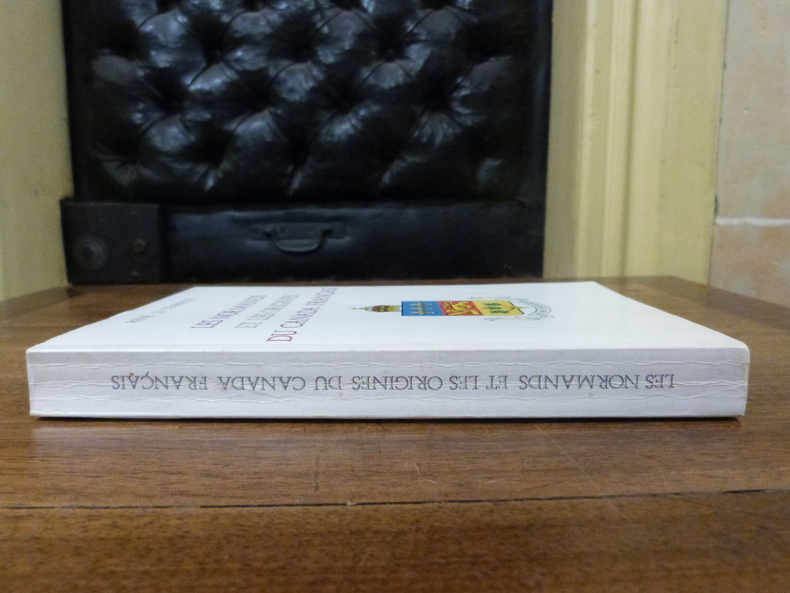 LES NORMANDS
ET LES ORIGINES
DU CANADA FRANÇAIS
LES NORMANDS ET LES ORIGINES DU CANADA FRANÇAIS